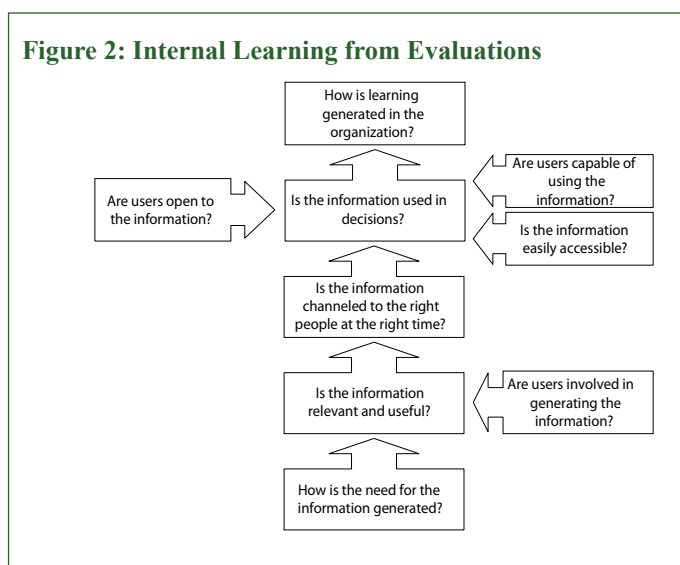 Figure 2: Internal Learning from Evaluations
How is learning
generated in the
organization?
Are users capable of
using the
information?
Are users open to
the information?
Is the information used in
decisions?
Is the information
easily accessible?
Is the information
channeled to the right
people at the right time?
Is the information
relevant and useful?
Are users involved in
generating the
information?
How is the need for the
information generated?